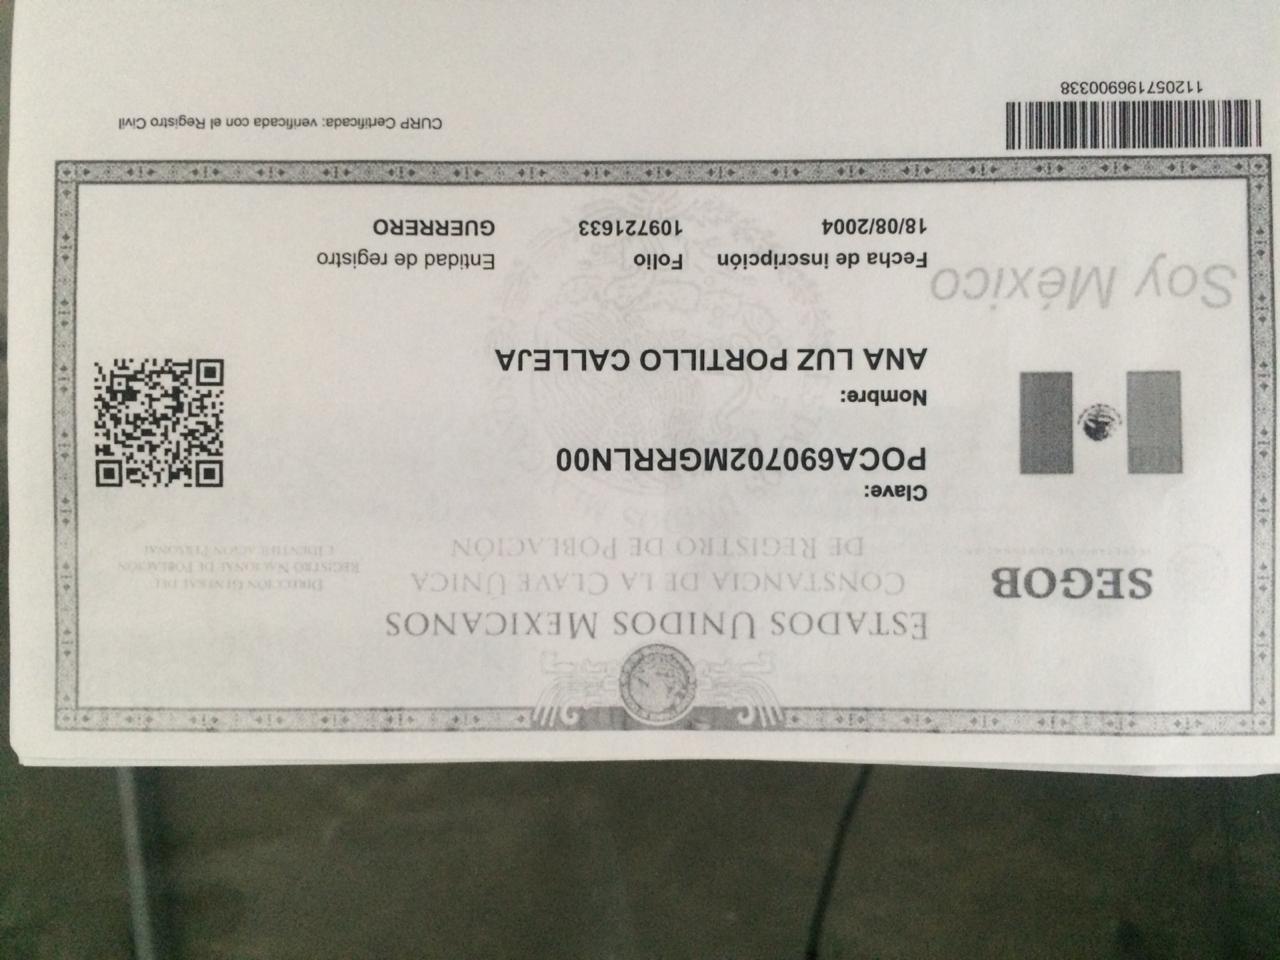 ESTADOS UNIDOS MEXICANOS
CONSTANCIA DE LA CLAVE ÚNICA
DE REGISTRO DE POBLACIÓN
SEGOB
DIRECCIÓN GENERAL DEL
REGISTRO NACIONAL DE POBLACIÓN
E IDENTIFICACIÓN PERSONAL
Clave:
POCA690702MGRRLN00
Nombre:
ANA LUZ PORTILLO CALLEJA
Soy México
Fecha de inscripción Folio Entidad de registro
18/08/2004 109721633 GUERRERO
112057196900338
CURP Certificada: verificada con el Registro Civil